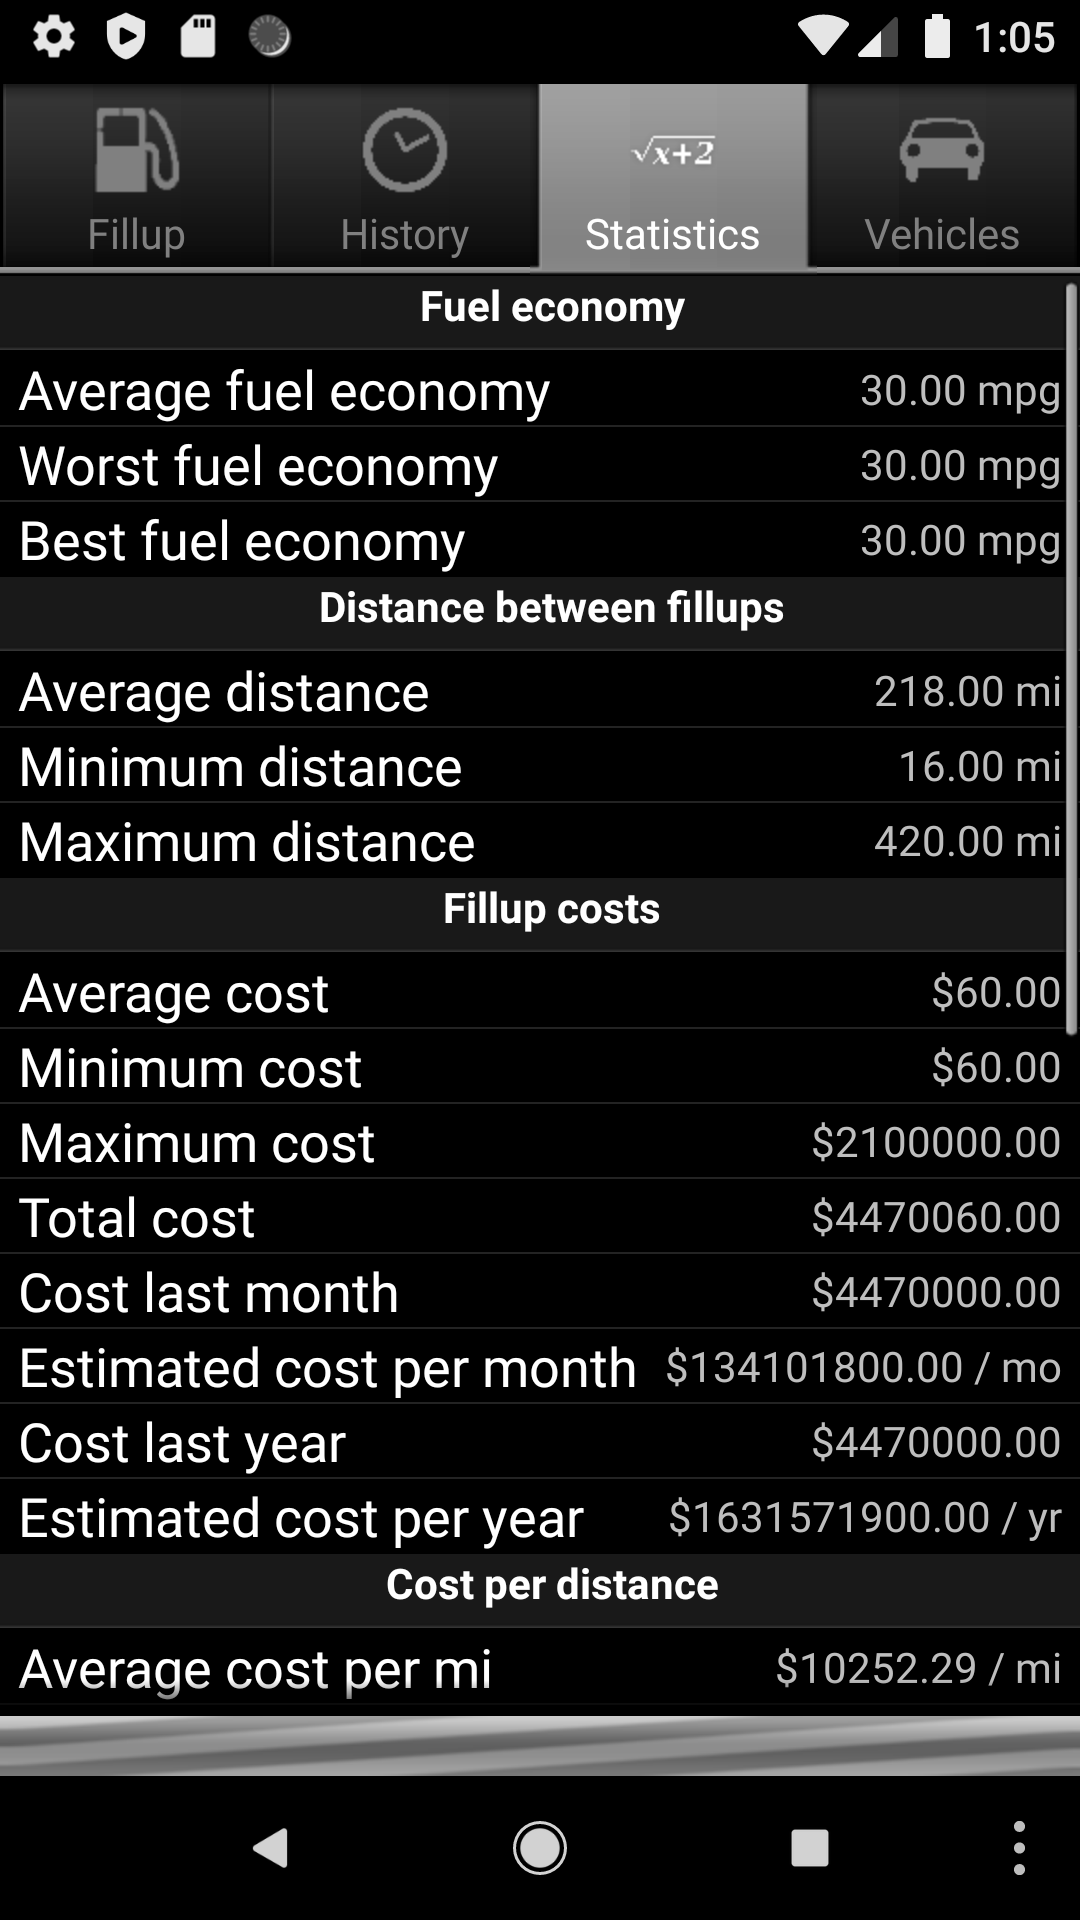 1:05
√x+2
Fillup History Statistics Vehicles
Fuel economy
Average fuel economy 30.00 mpg
Worst fuel economy 30.00 mpg
Best fuel economy 30.00 mpg
Distance between fillups
Average distance 218.00 mi
Minimum distance 16.00 mi
Maximum distance 420.00 mi
Fillup costs
Average cost $60.00
Minimum cost $60.00
Maximum cost $2100000.00
Total cost $4470060.00
Cost last month $4470000.00
Estimated cost per month $134101800.00 / mo
Cost last year $4470000.00
Estimated cost per year $1631571900.00 / yr
Cost per distance
Average cost per mi $10252.29 / mi